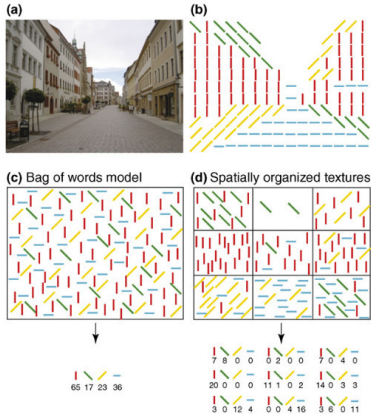 (a)
(b)
(c) Bag of words model
(d) Spatially organized textures
65 17 23 36
7 8 0 0
0 2 0 0
7 0 4 0
20 0 0 0
11 1 0 2
14 0 3 3
3 0 12 4
0 0 4 16
3 6 0 11